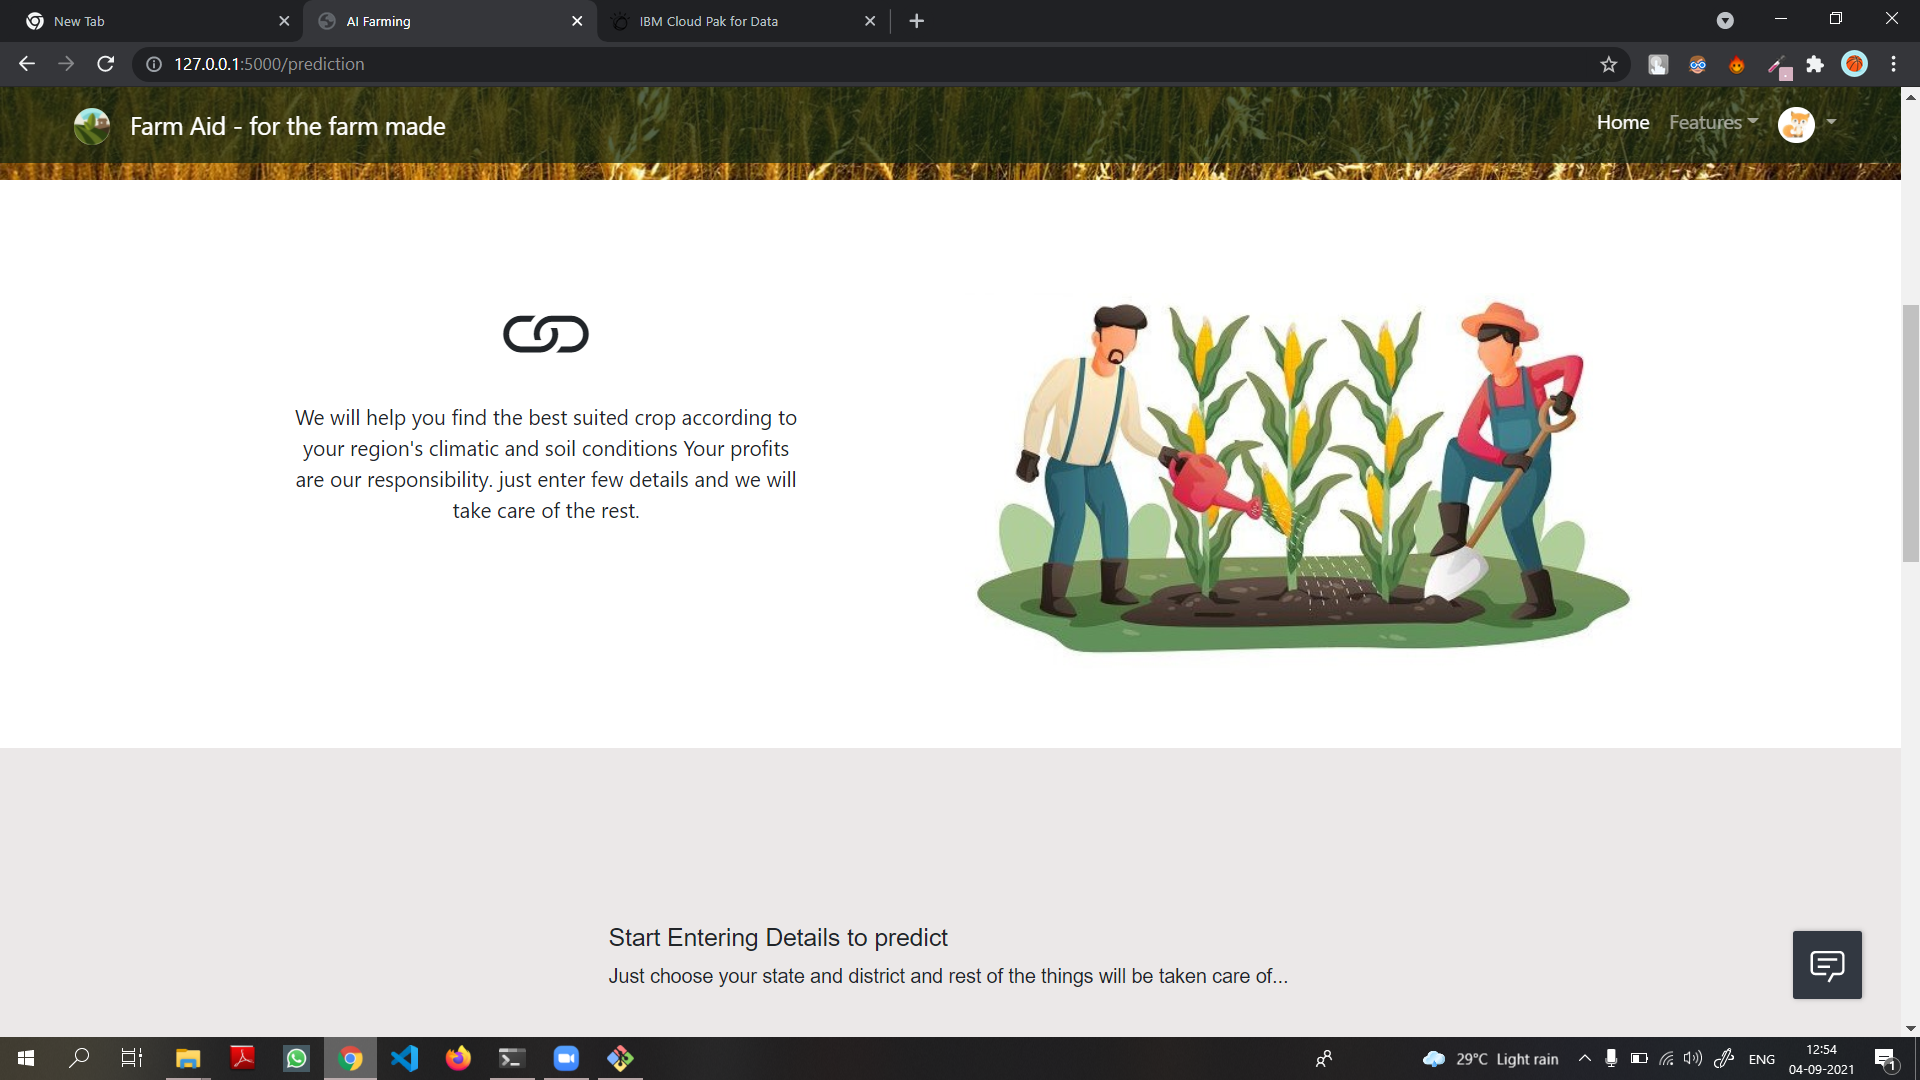 New Tab
AI Farming
IBM Cloud Pak for Data
127.0.0.1:5000/prediction
Farm Aid - for the farm made
Home
Features
We will help you find the best suited crop according to
your region's climatic and soil conditions Your profits
are our responsibility. just enter few details and we will
take care of the rest.
Start Entering Details to predict
Just choose your state and district and rest of the things will be taken care of...
29°C Light rain
ENG
12:54
04-09-2021
1